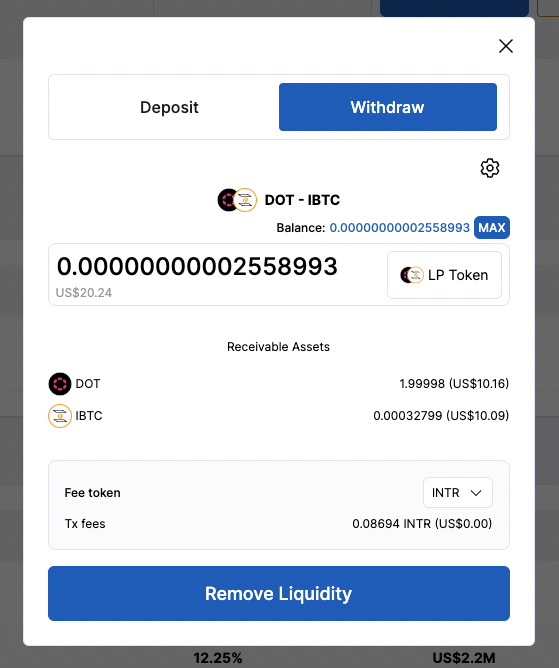 Deposit
Withdraw
DOT - IBTC
Balance: 0.00000000002558993 MAX
0.00000000002558993
LP Token
US$20.24
Receivable Assets
DOT 1.99998 (US$10.16)
IBTC 0.00032799 (US$10.09)
Fee token INTR
Tx fees 0.08694 INTR (US$0.00)
Remove Liquidity
12.25% US$2.2M